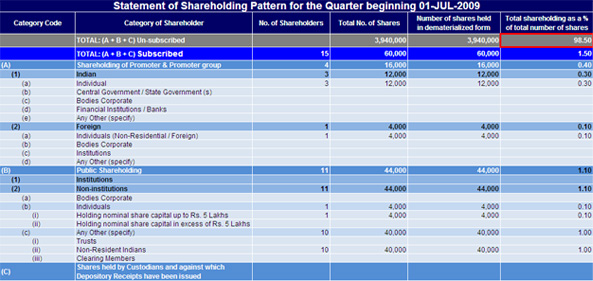 Statement of Shareholding Pattern for the Quarter beginning 01-JUL-2009
Category Code Category of Shareholder No. of Shareholders Total No. of Shares Number of shares held in dematerialized form Total shareholding as a % of total number of shares
TOTAL: (A + B + C) Un-subscribed 3,940,000 3,940,000 98.50
TOTAL: (A + B + C) Subscribed 15 60,000 60,000 1.50
(A) Shareholding of Promoter & Promoter group 4 16,000 16,000 0.40
(1) Indian 3 12,000 12,000 0.30
(a) Individual 3 12,000 12,000 0.30
(b) Central Government / State Government (s)
(c) Bodies Corporate
(d) Financial Institutions / Banks
(e) Any Other (specify)
(2) Foreign 1 4,000 4,000 0.10
(a) Individuals (Non-Residential / Foreign) 1 4,000 4,000 0.10
(b) Bodies Corporate
(c) Institutions
(d) Any Other (specify)
(B) Public Shareholding 11 44,000 44,000 1.10
(1) Institutions
(2) Non-institutions 11 44,000 44,000 1.10
(a) Bodies Corporate
(b) Individuals 1 4,000 4,000 0.10
(i) Holding nominal share capital up to Rs. 5 Lakhs 1 4,000 4,000 0.10
(ii) Holding nominal share capital in excess of Rs. 5 Lakhs
(c) Any Other (specify) 10 40,000 40,000 1.00
(i) Trusts
(ii) Non-Resident Indians 10 40,000 40,000 1.00
(iii) Clearing Members
(C) Shares held by Custodians and against which
Depository Receipts have been issued